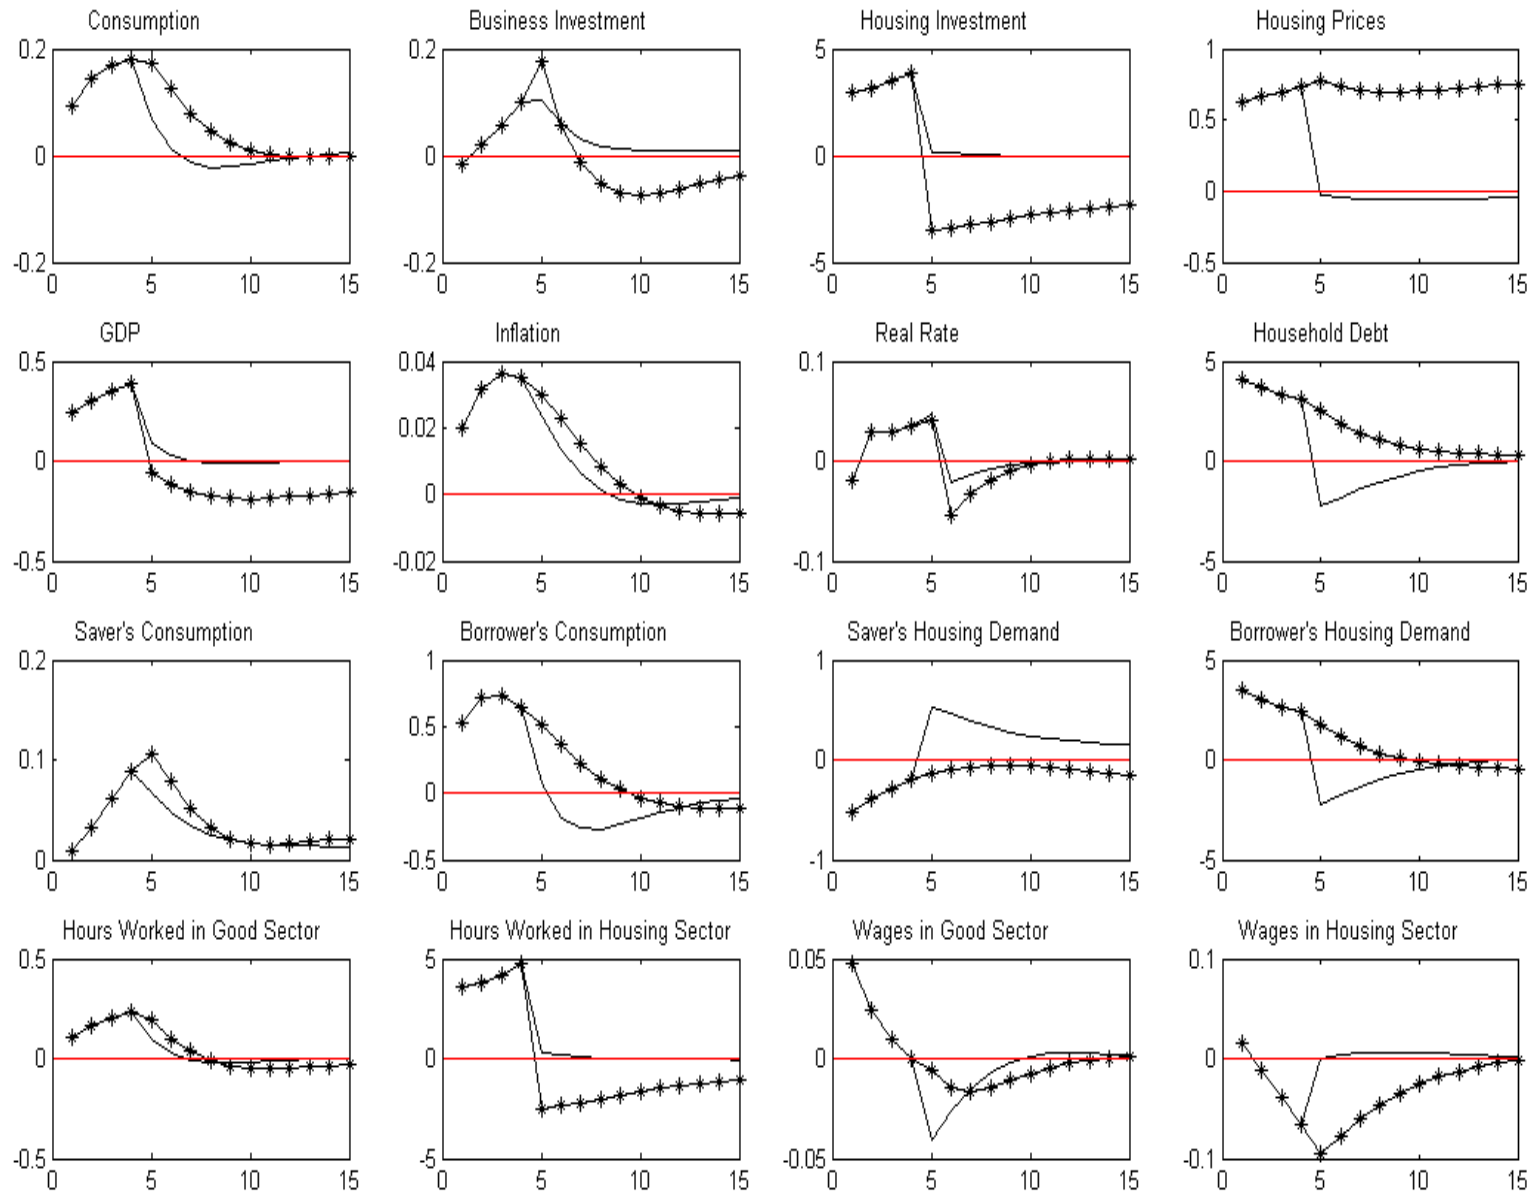 Consumption
Business Investment
Housing Investment
Housing Prices
0.2
0
-0.2
0 5 10 15
0.2
0
-0.2
0 5 10 15
5
0
-5
0 5 10 15
1
0.5
0
-0.5
0 5 10 15
GDP
Inflation
Real Rate
Household Debt
0.5
0
-0.5
0 5 10 15
0.04
0.02
0
-0.02
0 5 10 15
0.1
0
-0.1
0 5 10 15
5
0
-5
0 5 10 15
Saver's Consumption
Borrower's Consumption
Saver's Housing Demand
Borrower's Housing Demand
0.2
0.1
0
0 5 10 15
1
0.5
0
-0.5
0 5 10 15
1
0
-1
0 5 10 15
5
0
-5
0 5 10 15
Hours Worked in Good Sector
Hours Worked in Housing Sector
Wages in Good Sector
Wages in Housing Sector
0.5
0
-0.5
0 5 10 15
5
0
-5
0 5 10 15
0.05
0
-0.05
0 5 10 15
0.1
0
-0.1
0 5 10 15